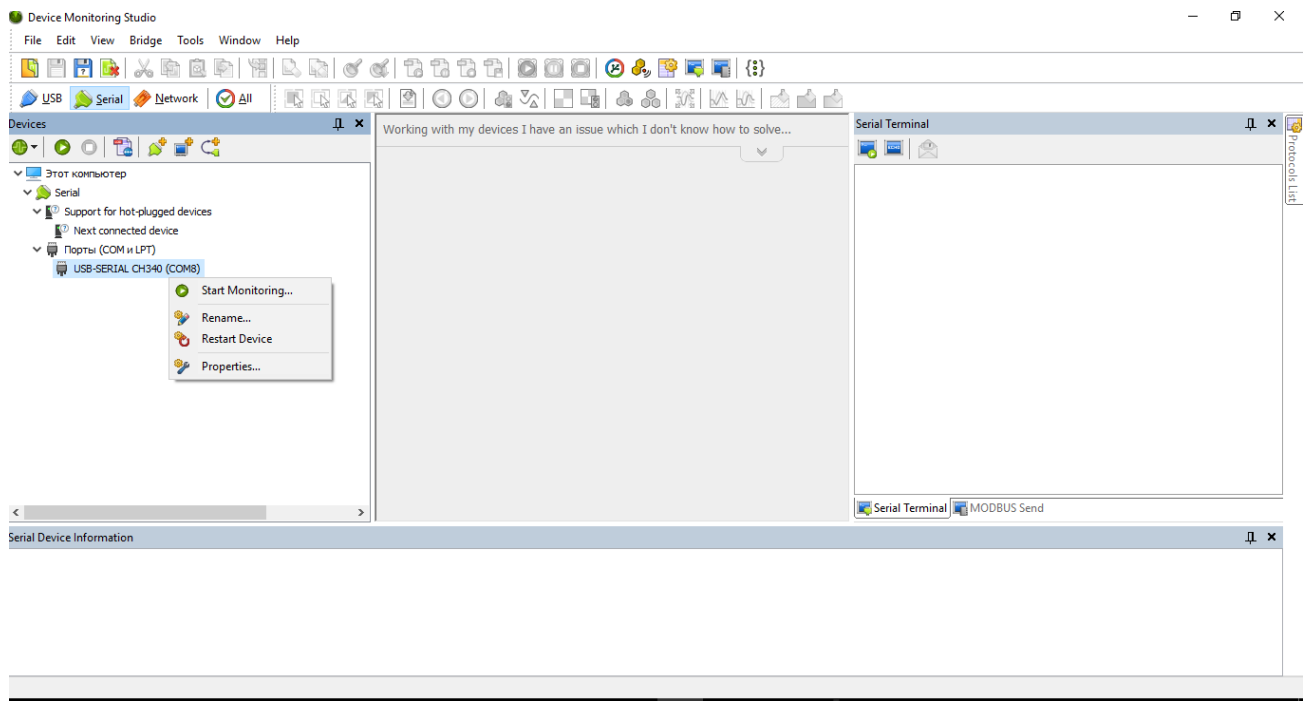 Device Monitoring Studio
File Edit View Bridge Tools Window Help
USB Serial Network All
Devices
Этот компьютер
Serial
Support for hot-plugged devices
Next connected device
Порты (COM и LPT)
USB-SERIAL CH340 (COM8)
Start Monitoring...
Rename...
Restart Device
Properties...
Working with my devices I have an issue which I don't know how to solve...
Serial Terminal
Serial Terminal MODBUS Send
Protocols List
Serial Device Information